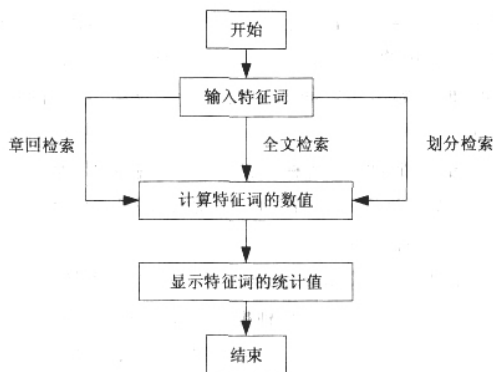 开始
输入特征词
章回检索
全文检索
划分检索
计算特征词的数值
显示特征词的统计值
结束